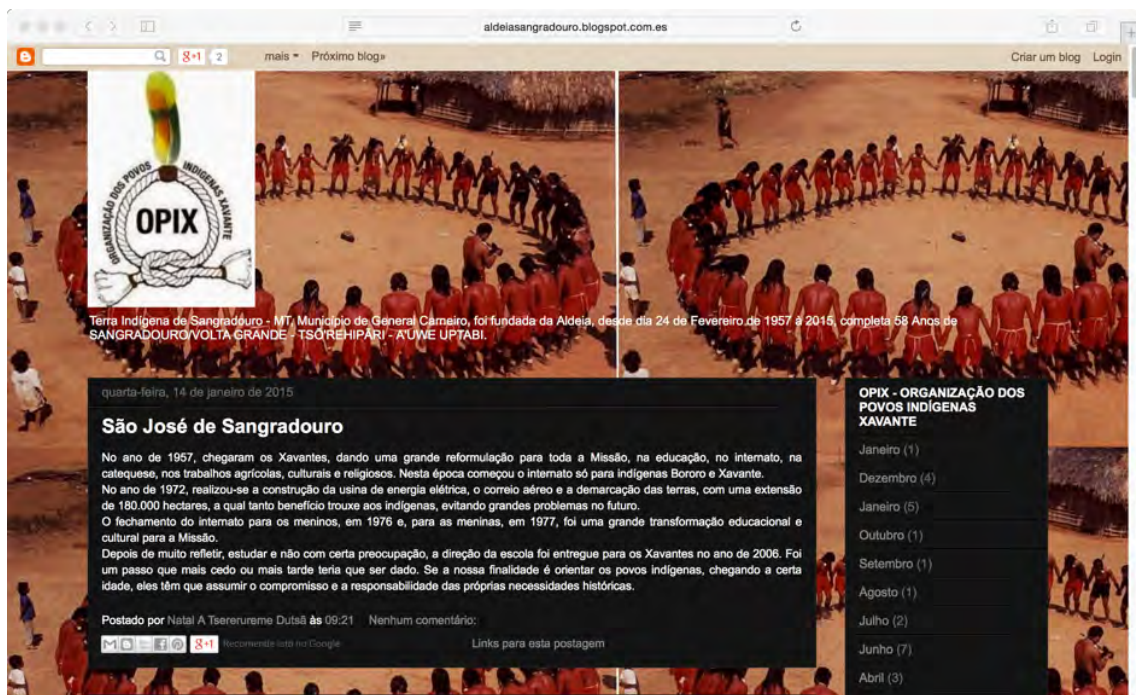 aldeiasangradouro.blogspot.com.es
8+1 2 mais Próximo blog» Criar um blog Login
ORGANIZAÇÃO DOS POVOS INDIGENAS XAVANTE
OPIX
Terra Indígena de Sangradouro - MT, Município de General Carneiro, foi fundada da Aldeia, desde dia 24 de Fevereiro de 1957 à 2015, completa 58 Anos de
SANGRADOURO/VOLTA GRANDE - TSÕ'REHIPÃRI - A'UWE UPTABI.
quarta-feira, 14 de janeiro de 2015
São José de Sangradouro
No ano de 1957, chegaram os Xavantes, dando uma grande reformulação para toda a Missão, na educação, no internato, na
catequese, nos trabalhos agrícolas, culturais e religiosos. Nesta época começou o internato só para indígenas Bororo e Xavante.
No ano de 1972, realizou-se a construção da usina de energia elétrica, o correio aéreo e a demarcação das terras, com uma extensão
de 180.000 hectares, a qual tanto benefício trouxe aos indígenas, evitando grandes problemas no futuro.
O fechamento do internato para os meninos, em 1976 e, para as meninas, em 1977, foi uma grande transformação educacional e
cultural para a Missão.
Depois de muito refletir, estudar e não com certa preocupação, a direção da escola foi entregue para os Xavantes no ano de 2006. Foi
um passo que mais cedo ou mais tarde teria que ser dado. Se a nossa finalidade é orientar os povos indígenas, chegando a certa
idade, eles têm que assumir o compromisso e a responsabilidade das próprias necessidades históricas.
Postado por Natal A Tsererureme Dutsã às 09:21 Nenhum comentário:
8+1 Recomende isto no Google Links para esta postagem
OPIX - ORGANIZAÇÃO DOS
POVOS INDÍGENAS
XAVANTE
Janeiro (1)
Dezembro (4)
Janeiro (5)
Outubro (1)
Setembro (1)
Agosto (1)
Julho (2)
Junho (7)
Abril (3)